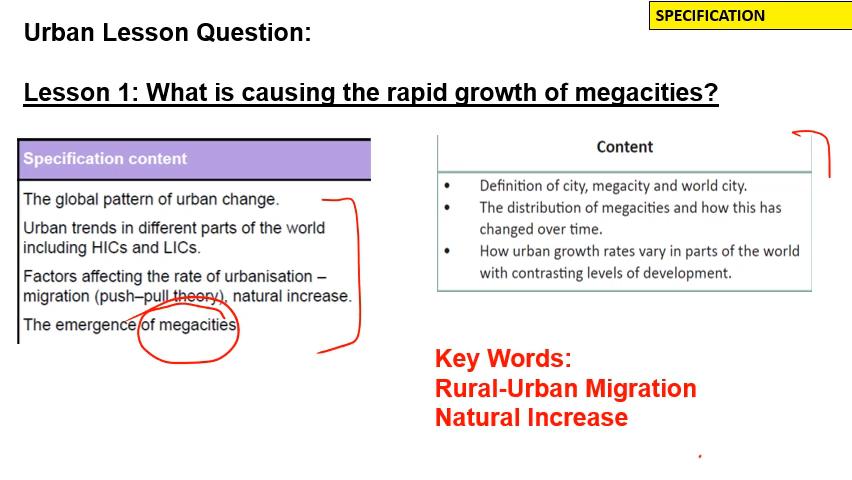 SPECIFICATION
Urban Lesson Question:
Lesson 1: What is causing the rapid growth of megacities?
Specification content
The global pattern of urban change.
Urban trends in different parts of the world
including HICs and LICs.
Factors affecting the rate of urbanisation –
migration (push–pull theory), natural increase.
The emergence of megacities
Content
• Definition of city, megacity and world city.
• The distribution of megacities and how this has
changed over time.
• How urban growth rates vary in parts of the world
with contrasting levels of development.
Key Words:
Rural-Urban Migration
Natural Increase